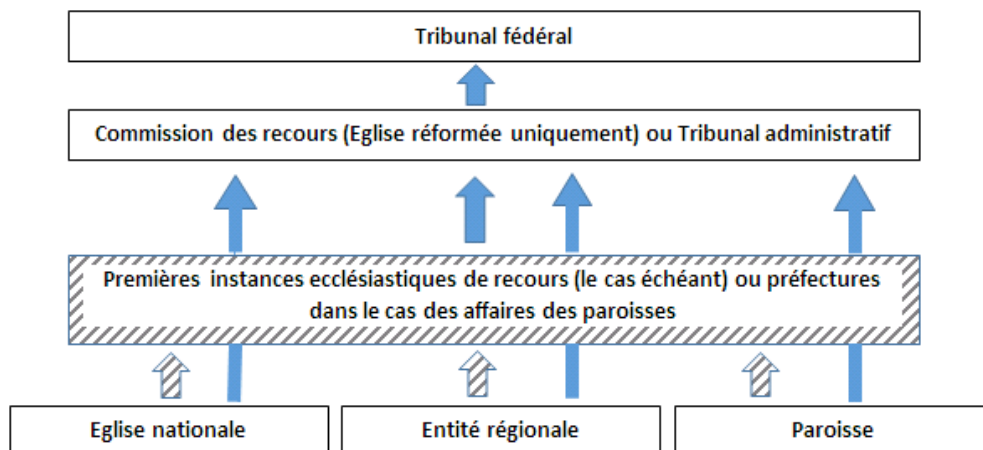 Tribunal fédéral
Commission des recours (Eglise réformée uniquement) ou Tribunal administratif
Premières instances ecclésiastiques de recours (le cas échéant) ou préfectures
dans le cas des affaires des paroisses
Eglise nationale
Entité régionale
Paroisse